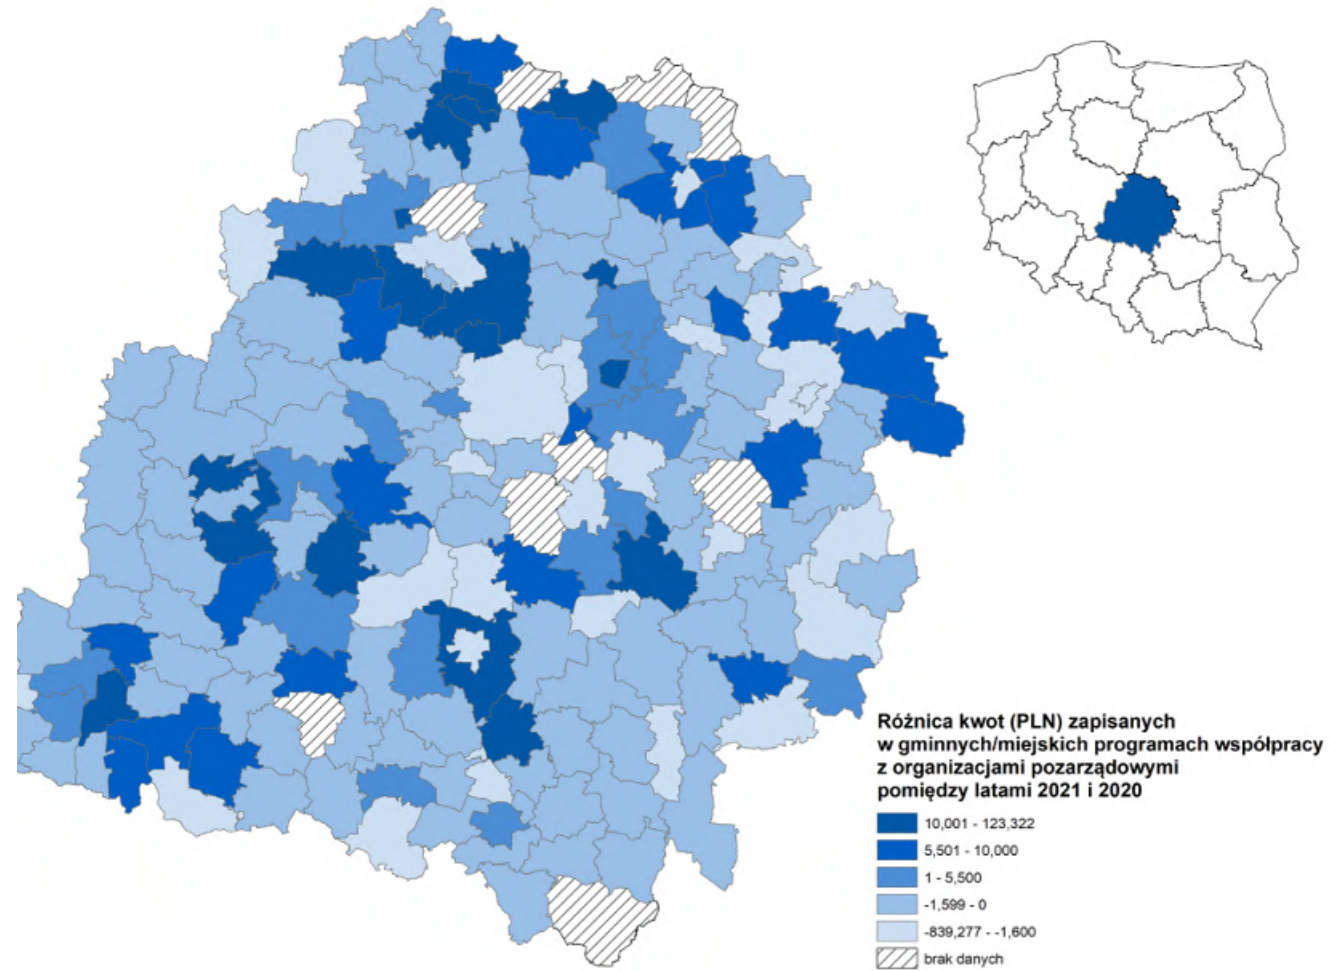 Różnica kwot (PLN) zapisanych
w gminnych/miejskich programach współpracy
z organizacjami pozarządowymi
pomiędzy latami 2021 i 2020
10,001 - 123,322
5,501 - 10,000
1 - 5,500
-1,599 - 0
-839,277 - -1,600
brak danych